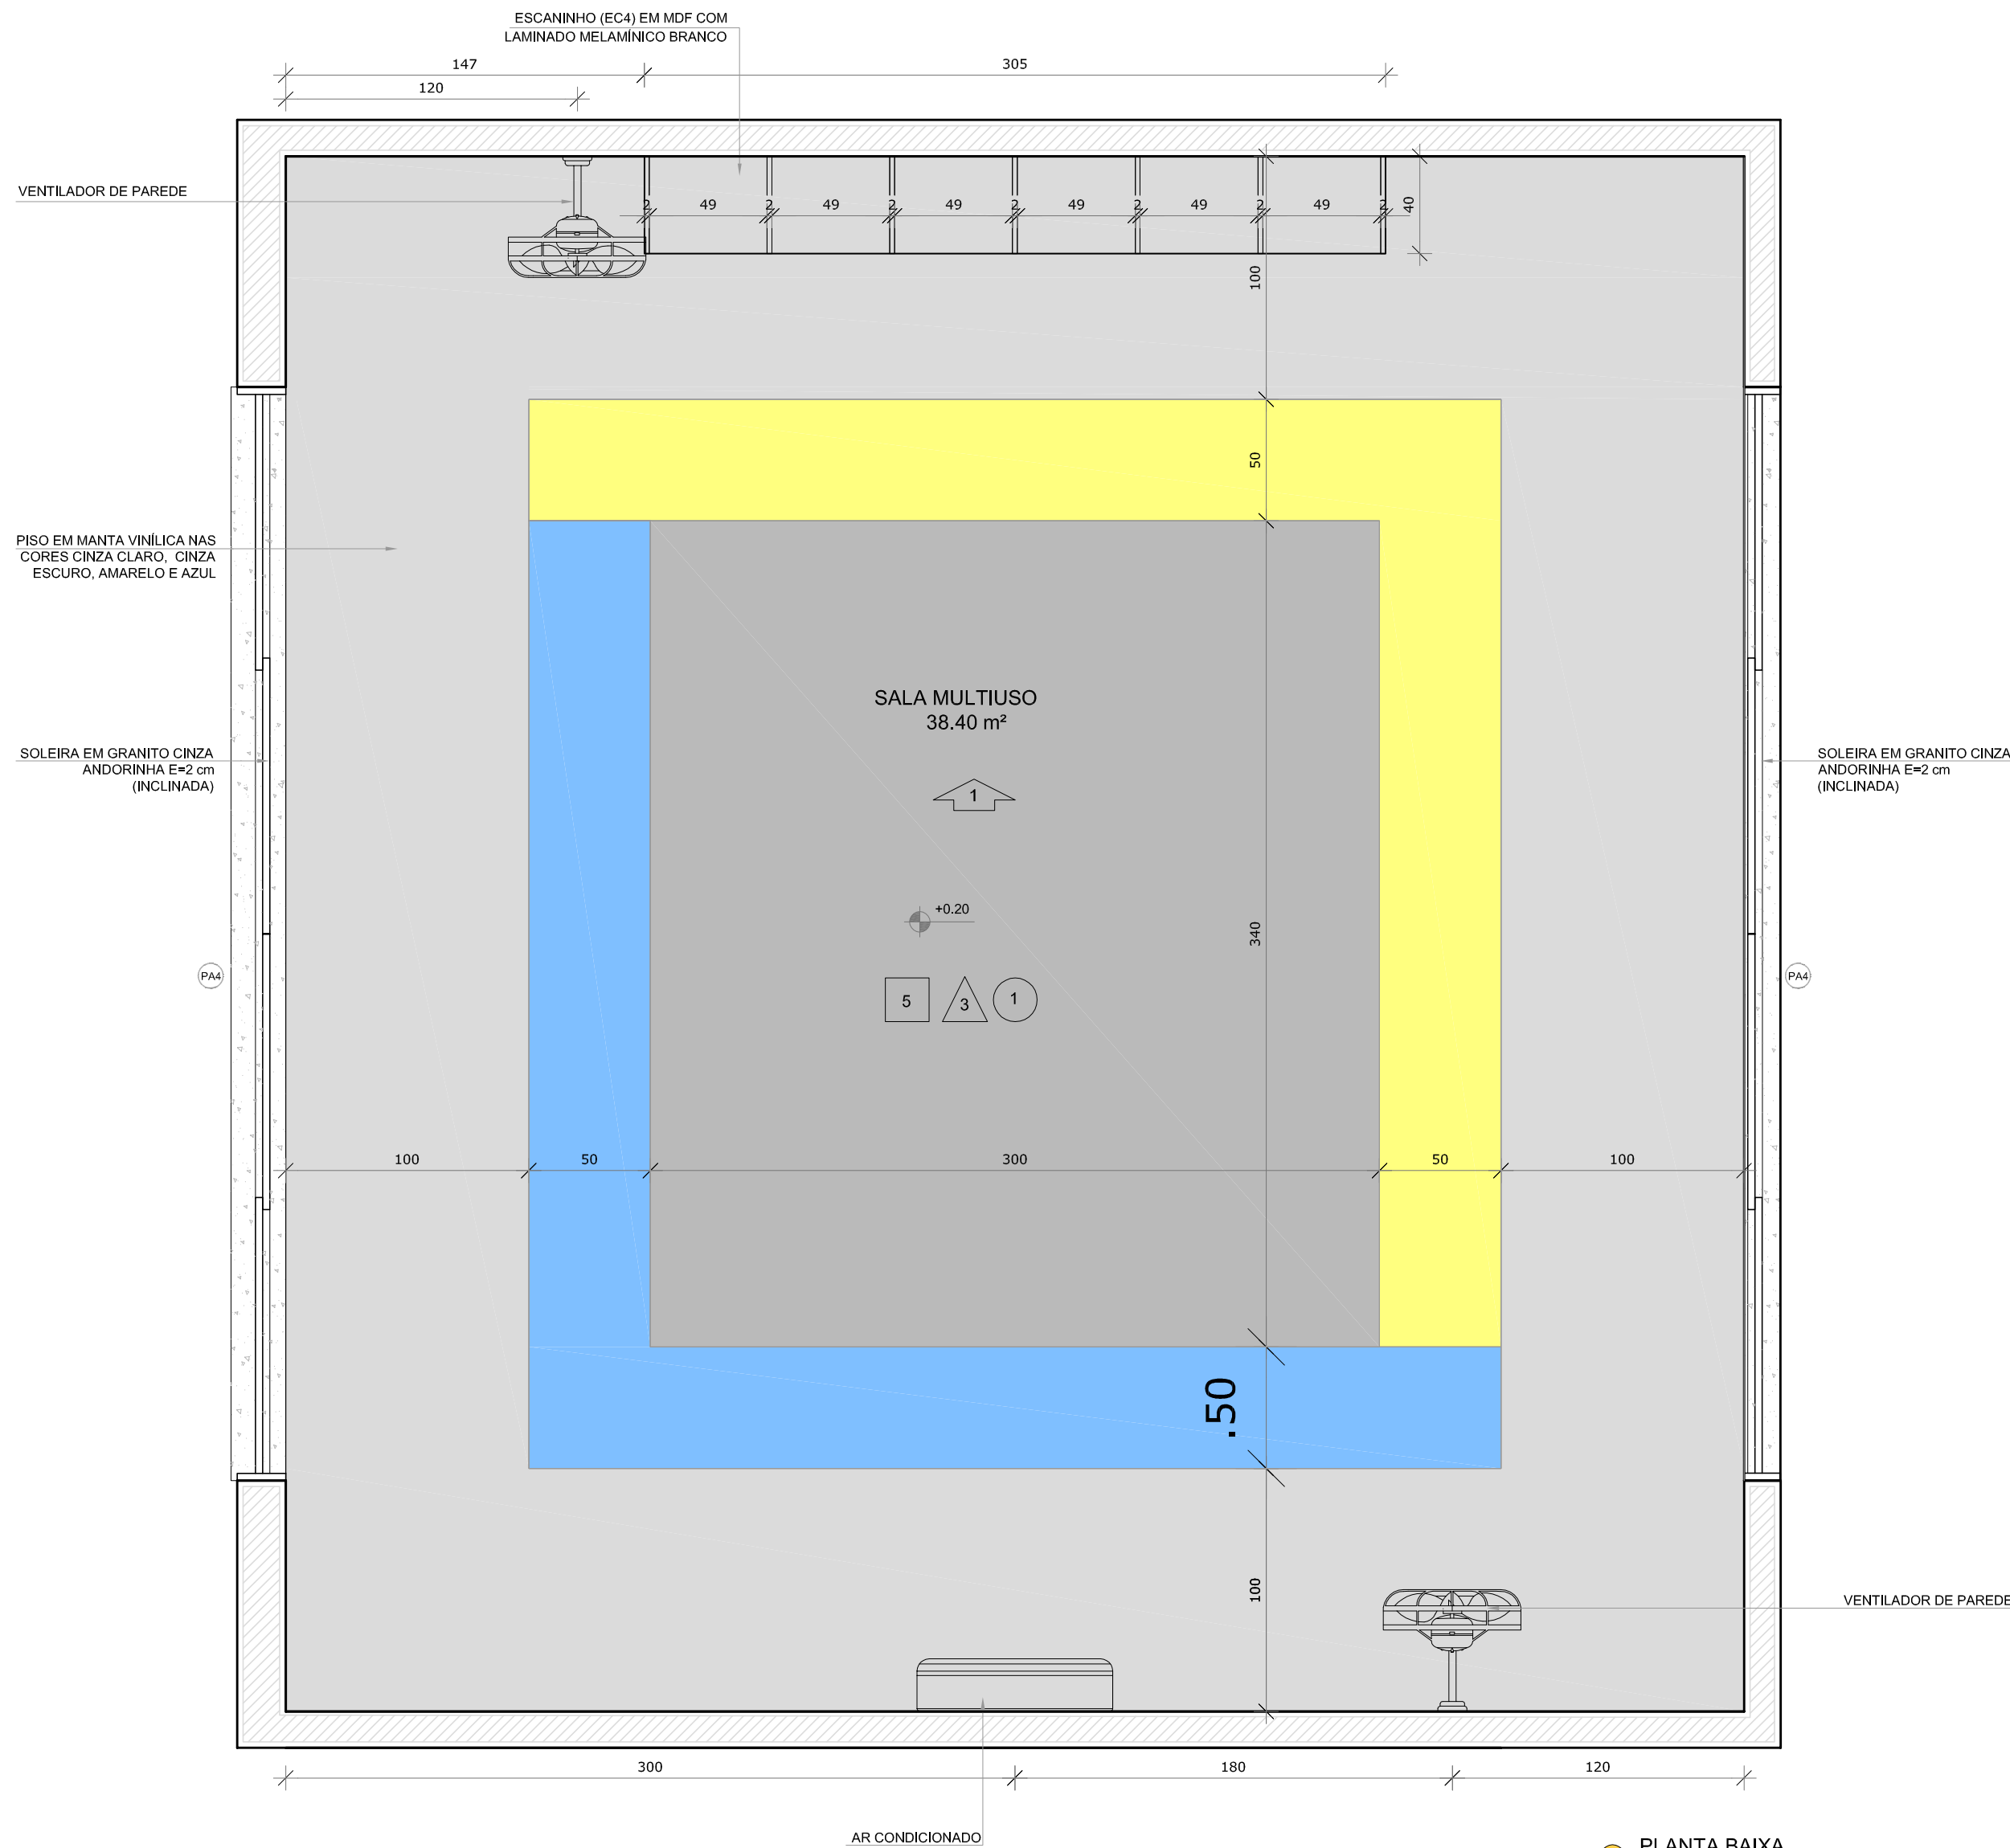 ESCANINHO (EC4) EM MDF COM
LAMINADO MELAMÍNICO BRANCO
147
305
120
VENTILADOR DE PAREDE
2 49 2 49 2 49 2 49 2 49 2 49 2
40
100
50
PISO EM MANTA VINÍLICA NAS
CORES CINZA CLARO, CINZA
ESCURO, AMARELO E AZUL
SALA MULTIUSO
38.40 m²
SOLEIRA EM GRANITO CINZA
ANDORINHA E=2 cm
(INCLINADA)
SOLEIRA EM GRANITO CINZA
ANDORINHA E=2 cm
(INCLINADA)
1
+0.20
340
PA4
PA4
5 3 1
100 50 300 50 100
.50
100
VENTILADOR DE PAREDE
300 180 120
AR CONDICIONADO
PLANTA BAIXA